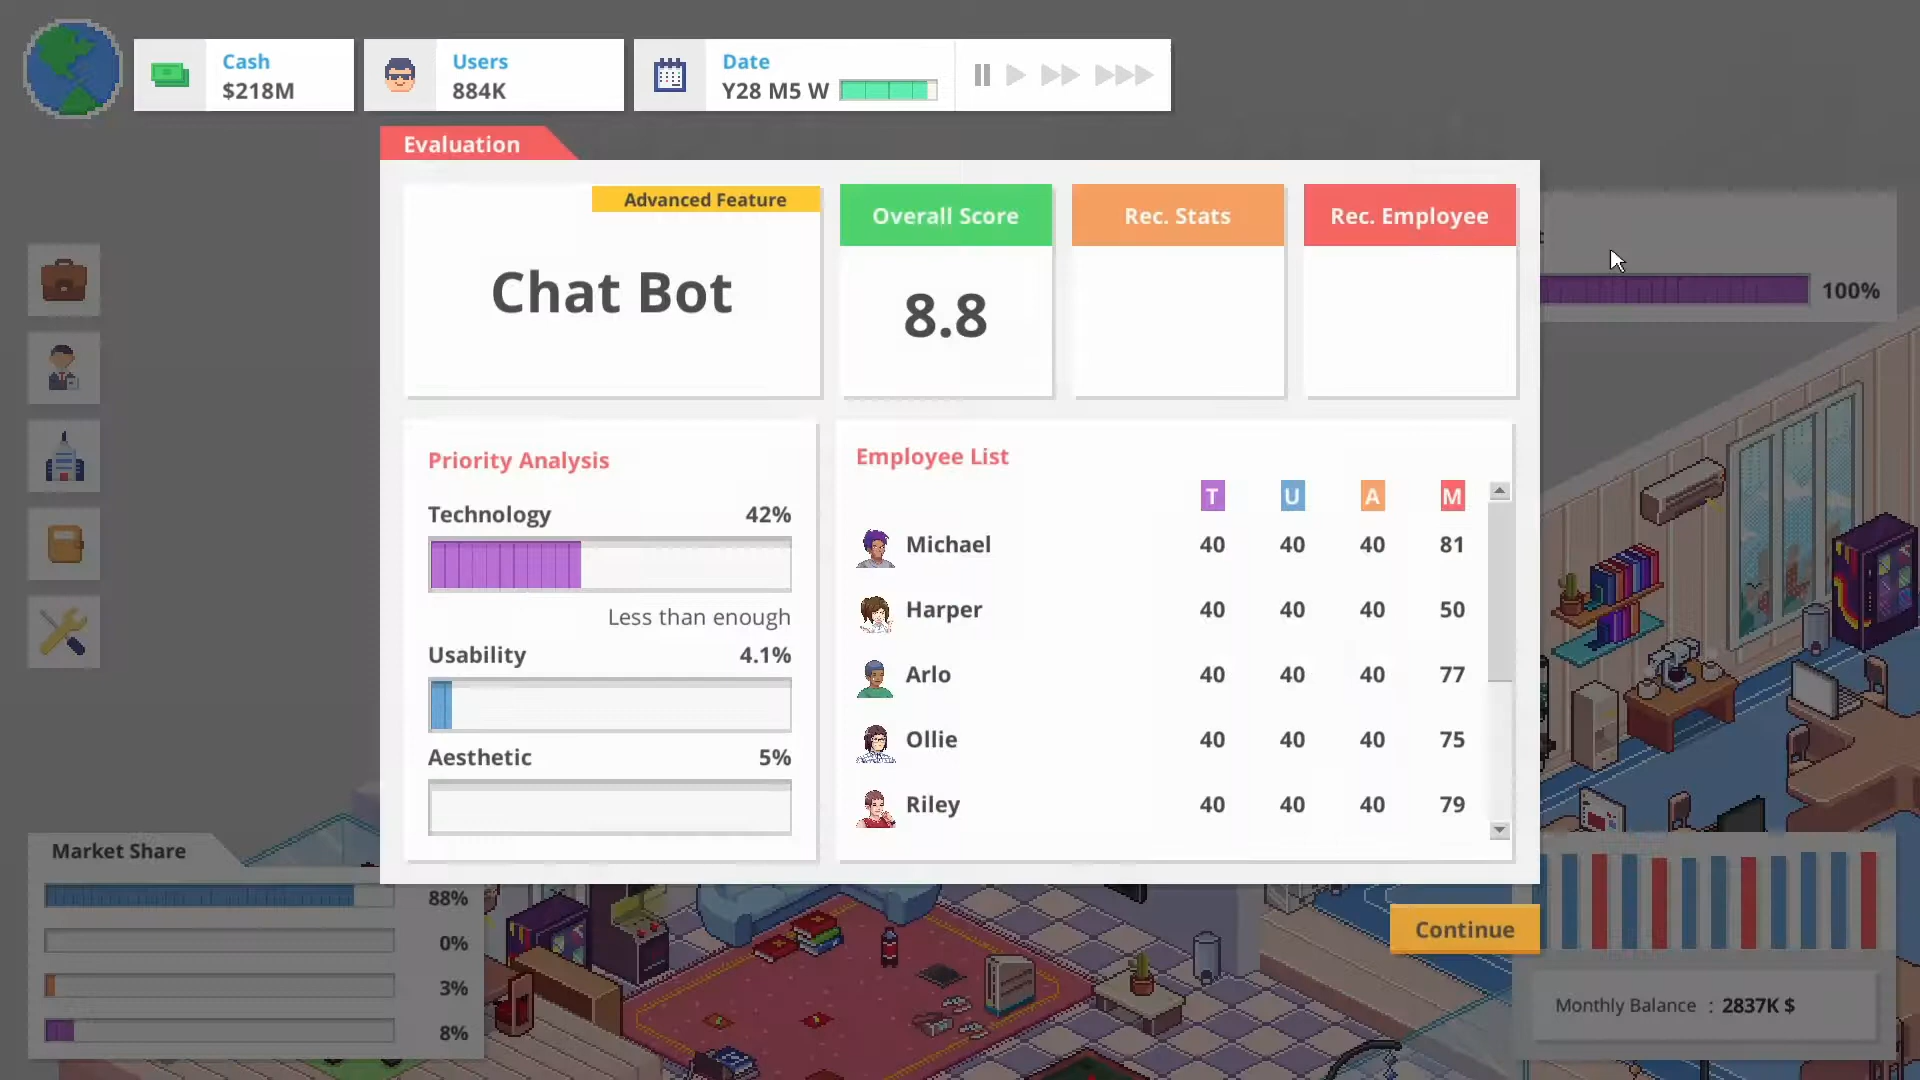 Cash
$218M
Users
884K
Date
Y28 M5 W
Evaluation
Advanced Feature
Chat Bot
Overall Score
8.8
Rec. Stats
Rec. Employee
100%
Priority Analysis
Technology 42%
Less than enough
Usability 4.1%
Aesthetic 5%
Employee List
T U A M
Michael 40 40 40 81
Harper 40 40 40 50
Arlo 40 40 40 77
Ollie 40 40 40 75
Riley 40 40 40 79
Market Share
88%
0%
3%
8%
Continue
Monthly Balance : 2837K $